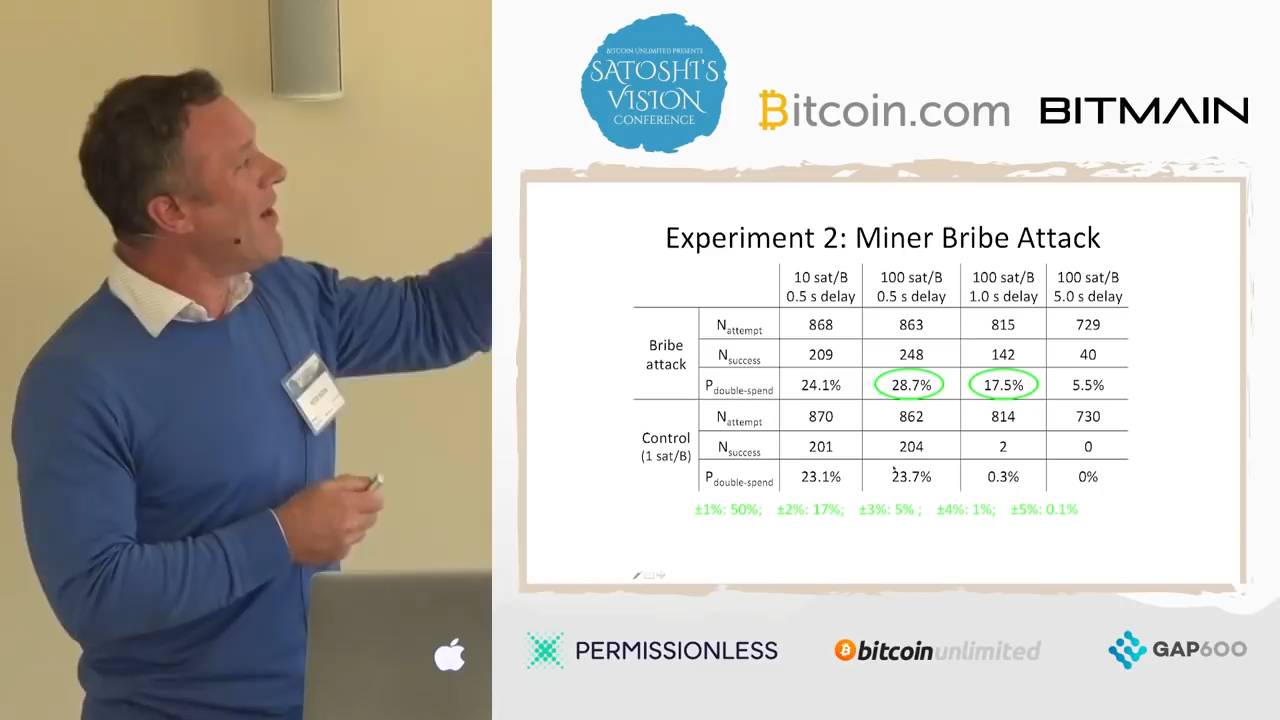 BITCOIN UNLIMITED PRESENTS
SATOSHI'S
VISION
CONFERENCE
Bitcoin.com
BITMAIN
Experiment 2: Miner Bribe Attack
10 sat/B 100 sat/B 100 sat/B 100 sat/B
0.5 s delay 0.5 s delay 1.0 s delay 5.0 s delay
Bribe attack
Nattempt 868 863 815 729
Nsuccess 209 248 142 40
Pdouble-spend 24.1% 28.7% 17.5% 5.5%
Control
(1 sat/B)
Nattempt 870 862 814 730
Nsuccess 201 204 2 0
Pdouble-spend 23.1% 23.7% 0.3% 0%
±1%: 50%; ±2%: 17%; ±3%: 5% ; ±4%: 1%; ±5%: 0.1%
PERMISSIONLESS
bitcoinunlimited
GAP600